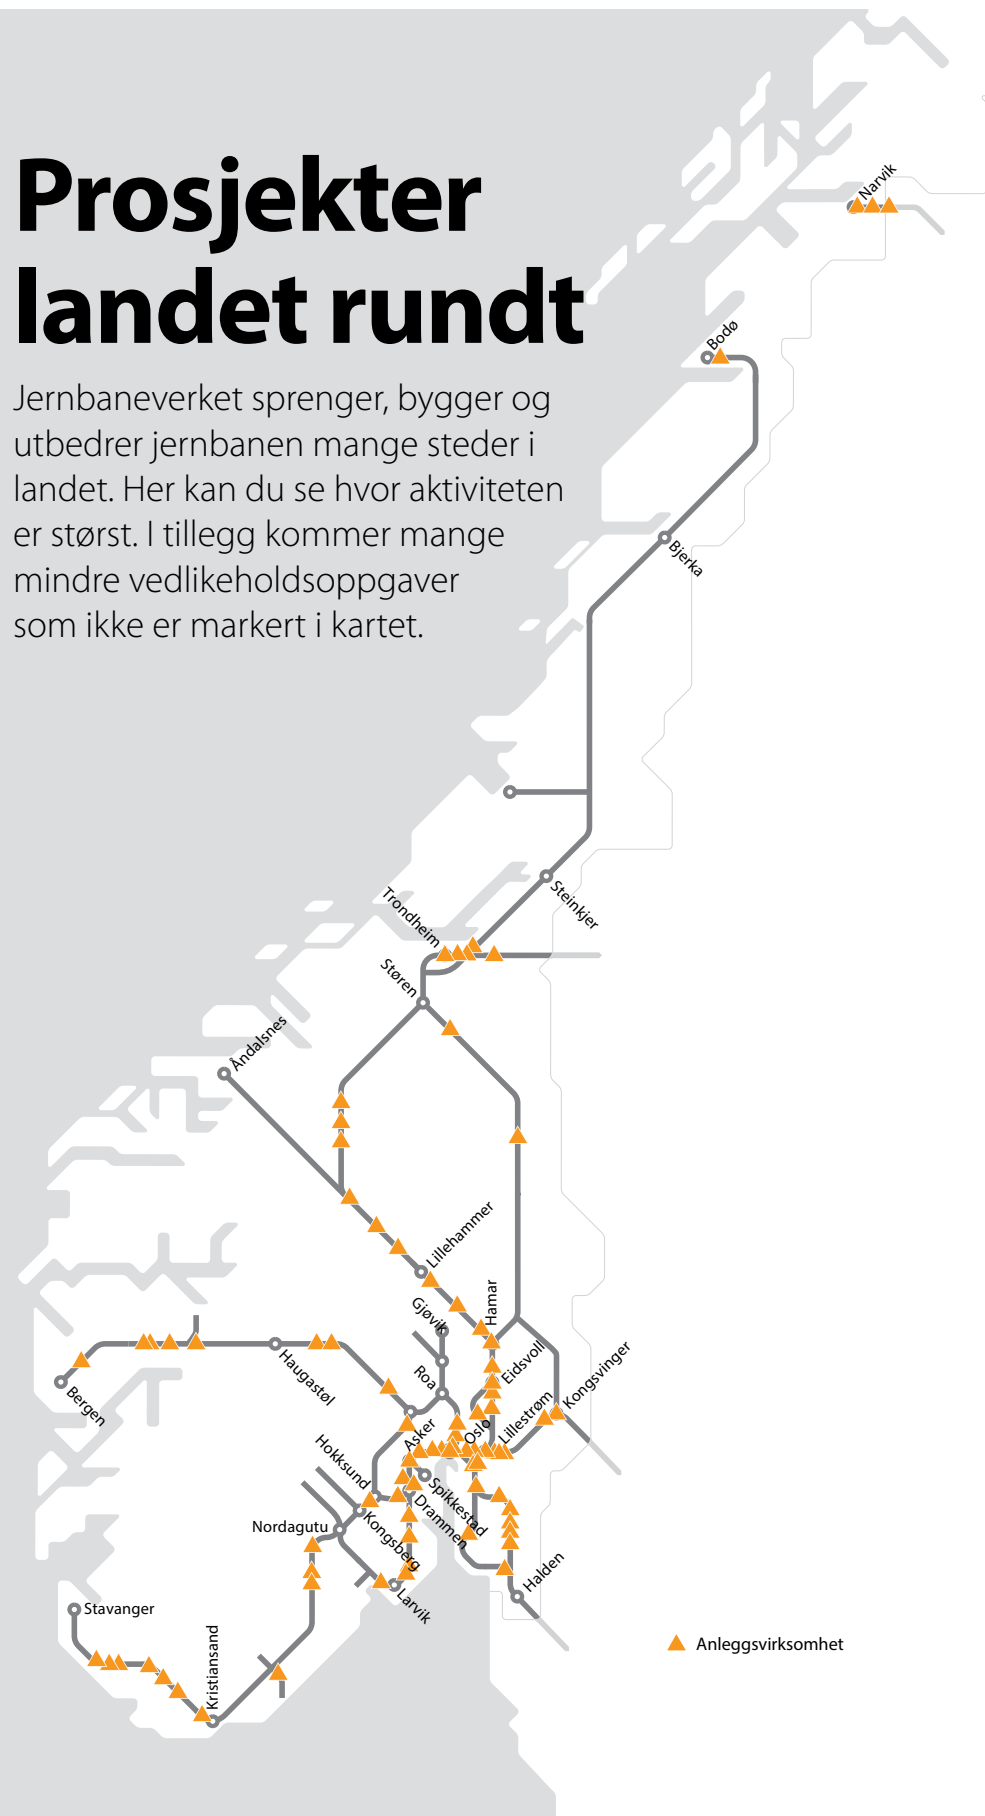 Prosjekter
landet rundt
Jernbaneverket sprenger, bygger og
utbedrer jernbanen mange steder i
landet. Her kan du se hvor aktiviteten
er størst. I tillegg kommer mange
mindre vedlikeholdsoppgaver
som ikke er markert i kartet.
Narvik
Bodø
Bjerka
Steinkjer
Trondheim
Støren
Åndalsnes
Lillehammer
Gjøvik
Hamar
Eidsvoll
Kongsvinger
Roa
Haugastøl
Bergen
Asker
Oslo
Lillestrøm
Hokksund
Spikkestad
Drammen
Nordagutu
Kongsberg
Halden
Larvik
Stavanger
Kristiansand
Anleggsvirksomhet